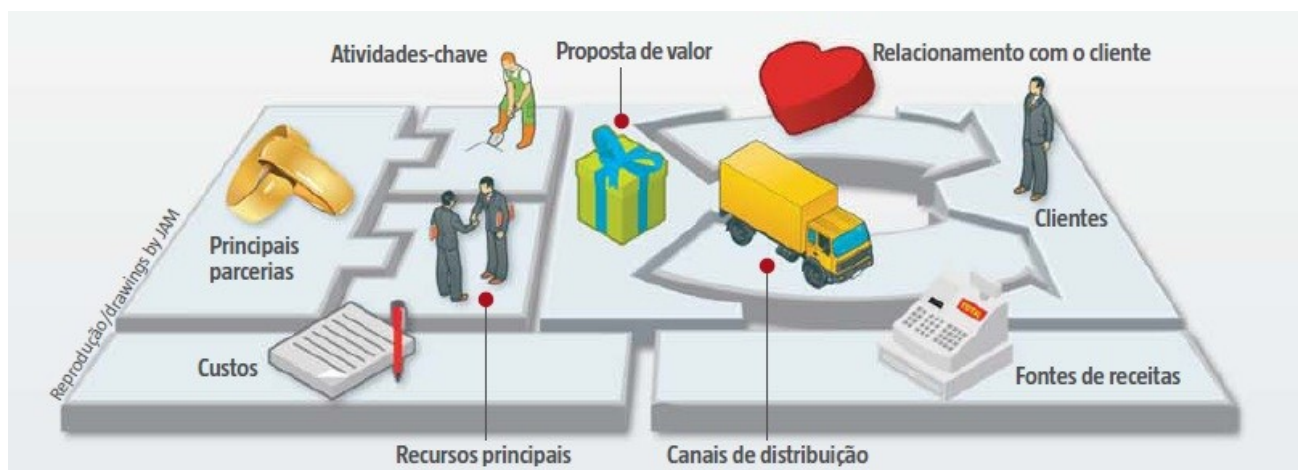 Atividades-chave
Proposta de valor
Relacionamento com o cliente
Principais
parcerias
Clientes
Reprodução/drawings by JAM
Custos
TOTAL
Fontes de receitas
Recursos principais
Canais de distribuição